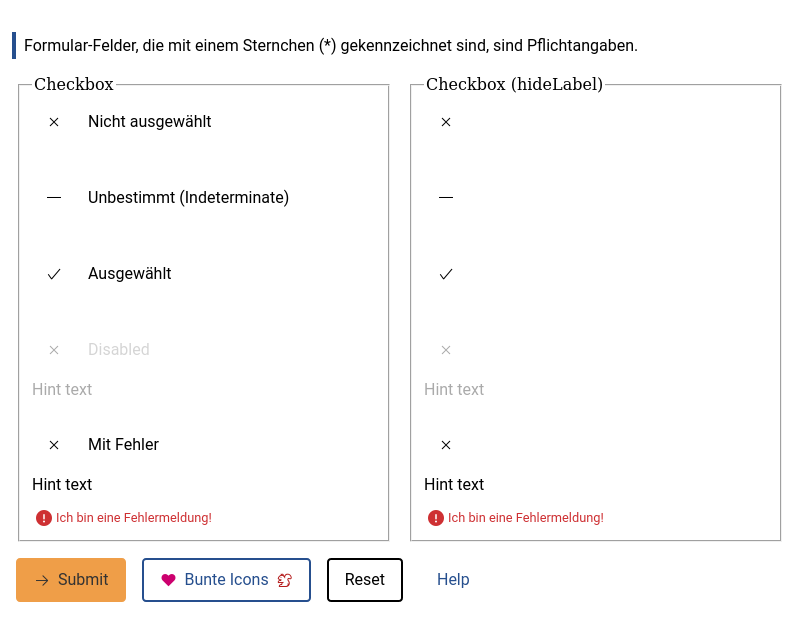 Formular-Felder, die mit einem Sternchen (*) gekennzeichnet sind, sind Pflichtangaben.
Checkbox
Nicht ausgewählt
Unbestimmt (Indeterminate)
Ausgewählt
Disabled
Hint text
Mit Fehler
Hint text
Ich bin eine Fehlermeldung!
Checkbox (hideLabel)
Hint text
Hint text
Ich bin eine Fehlermeldung!
Submit
Bunte Icons
Reset
Help